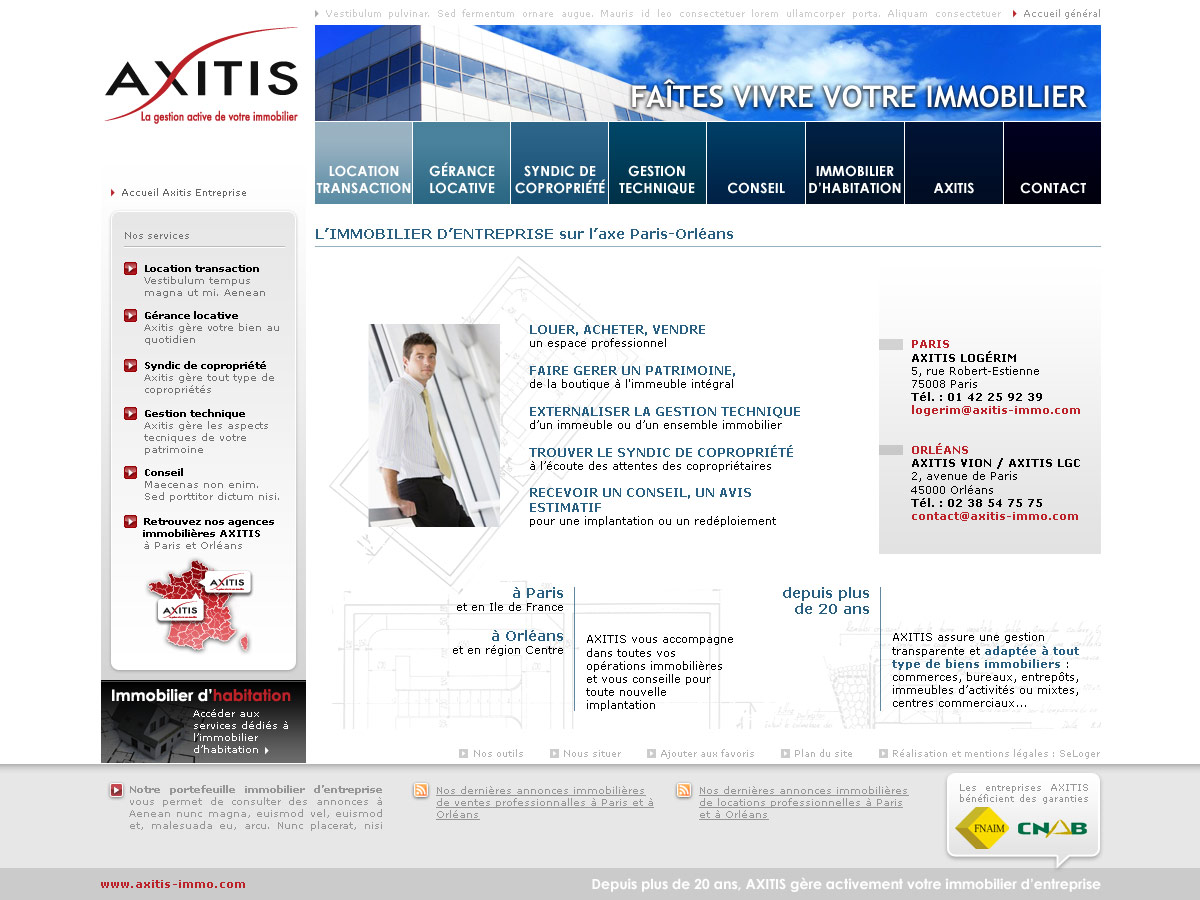 Vestibulum pulvinar. Sed fermentum ornare augue. Mauris id leo consectetuer lorem ullamcorper porta. Aliquam consectetuer
Accueil général
AXITIS
La gestion active de votre immobilier
FAÎTES VIVRE VOTRE IMMOBILIER
LOCATION
TRANSACTION
GÉRANCE
LOCATIVE
SYNDIC DE
COPROPRIÉTÉ
GESTION
TECHNIQUE
CONSEIL
IMMOBILIER
D'HABITATION
AXITIS
CONTACT
Accueil Axitis Entreprise
Nos services
Location transaction
Vestibulum tempus
magna ut mi. Aenean
Gérance locative
Axitis gère votre bien au
quotidien
Syndic de copropriété
Axitis gère tout type de
copropriétés
Gestion technique
Axitis gère les aspects
tecniques de votre
patrimoine
Conseil
Maecenas non enim.
Sed porttitor dictum nisi.
Retrouvez nos agences
immobilières AXITIS
à Paris et Orléans
AXITIS
AXITIS
Immobilier d'habitation
Accéder aux
services dédiés à
l'immobilier
d'habitation
L'IMMOBILIER D'ENTREPRISE sur l'axe Paris-Orléans
LOUER, ACHETER, VENDRE
un espace professionnel
FAIRE GERER UN PATRIMOINE,
de la boutique à l'immeuble intégral
EXTERNALISER LA GESTION TECHNIQUE
d'un immeuble ou d'un ensemble immobilier
TROUVER LE SYNDIC DE COPROPRIÉTÉ
à l'écoute des attentes des copropriétaires
RECEVOIR UN CONSEIL, UN AVIS
ESTIMATIF
pour une implantation ou un redéploiement
PARIS
AXITIS LOGÉRIM
5, rue Robert-Estienne
75008 Paris
Tél. : 01 42 25 92 39
logerim@axitis-immo.com
ORLÉANS
AXITIS VION / AXITIS LGC
2, avenue de Paris
45000 Orléans
Tél. : 02 38 54 75 75
contact@axitis-immo.com
à Paris
et en Ile de France
à Orléans
et en région Centre
AXITIS vous accompagne
dans toutes vos
opérations immobilières
et vous conseille pour
toute nouvelle
implantation
depuis plus
de 20 ans
AXITIS assure une gestion
transparente et adaptée à tout
type de biens immobiliers :
commerces, bureaux, entrepôts,
immeubles d'activités ou mixtes,
centres commerciaux...
Nos outils
Nous situer
Ajouter aux favoris
Plan du site
Réalisation et mentions légales : SeLoger
Notre portefeuille immobilier d'entreprise
vous permet de consulter des annonces à
Aenean nunc magna, euismod vel, euismod
et, malesuada eu, arcu. Nunc placerat, nisi
Nos dernières annonces immobilières
de ventes professionnalles à Paris et à
Orléans
Nos dernières annonces immobilières
de locations professionnelles à Paris
et à Orléans
Les entreprises AXITIS
bénéficient des garanties
FNAIM
CNAB
www.axitis-immo.com
Depuis plus de 20 ans, AXITIS gère activement votre immobilier d'entreprise